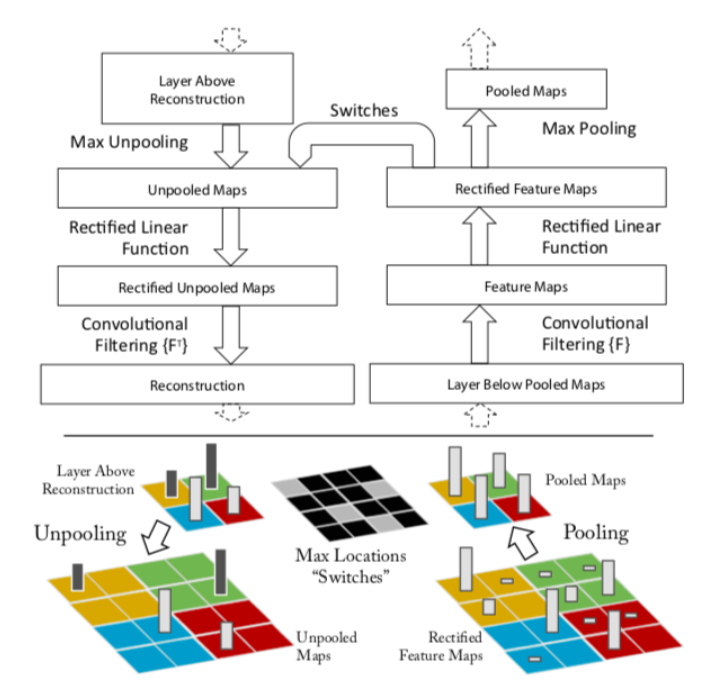 Layer Above
Reconstruction
Pooled Maps
Switches
Max Unpooling
Max Pooling
Unpooled Maps
Rectified Feature Maps
Rectified Linear
Function
Rectified Linear
Function
Rectified Unpooled Maps
Feature Maps
Convolutional
Filtering {Fᵀ}
Convolutional
Filtering {F}
Reconstruction
Layer Below Pooled Maps
Layer Above
Reconstruction
Pooled Maps
Unpooling
Pooling
Max Locations
“Switches”
Unpooled
Maps
Rectified
Feature Maps